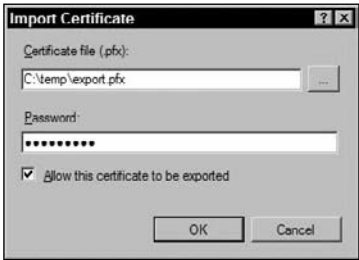 Import Certificate
Certificate file (.pfx):
C:\temp\export.pfx
...
Password:
•••••••••
Allow this certificate to be exported
OK
Cancel